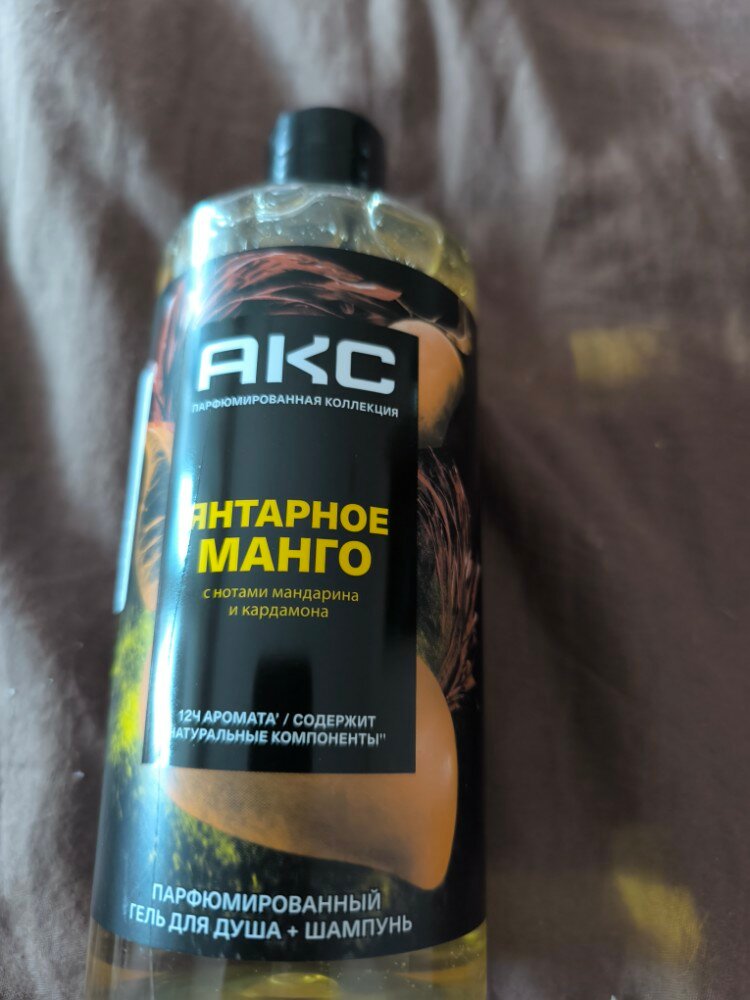 АКС
ПАРФЮМИРОВАННАЯ КОЛЛЕКЦИЯ
ЯНТАРНОЕ
МАНГО
с нотами мандарина
и кардамона
12Ч АРОМАТА' / СОДЕРЖИТ
НАТУРАЛЬНЫЕ КОМПОНЕНТЫ"
ПАРФЮМИРОВАННЫЙ
ГЕЛЬ ДЛЯ ДУША + ШАМПУНЬ